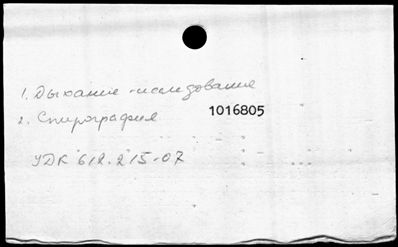 1. Дыхание - исследование
2. Спирография
1016805
УДК 612.215-07